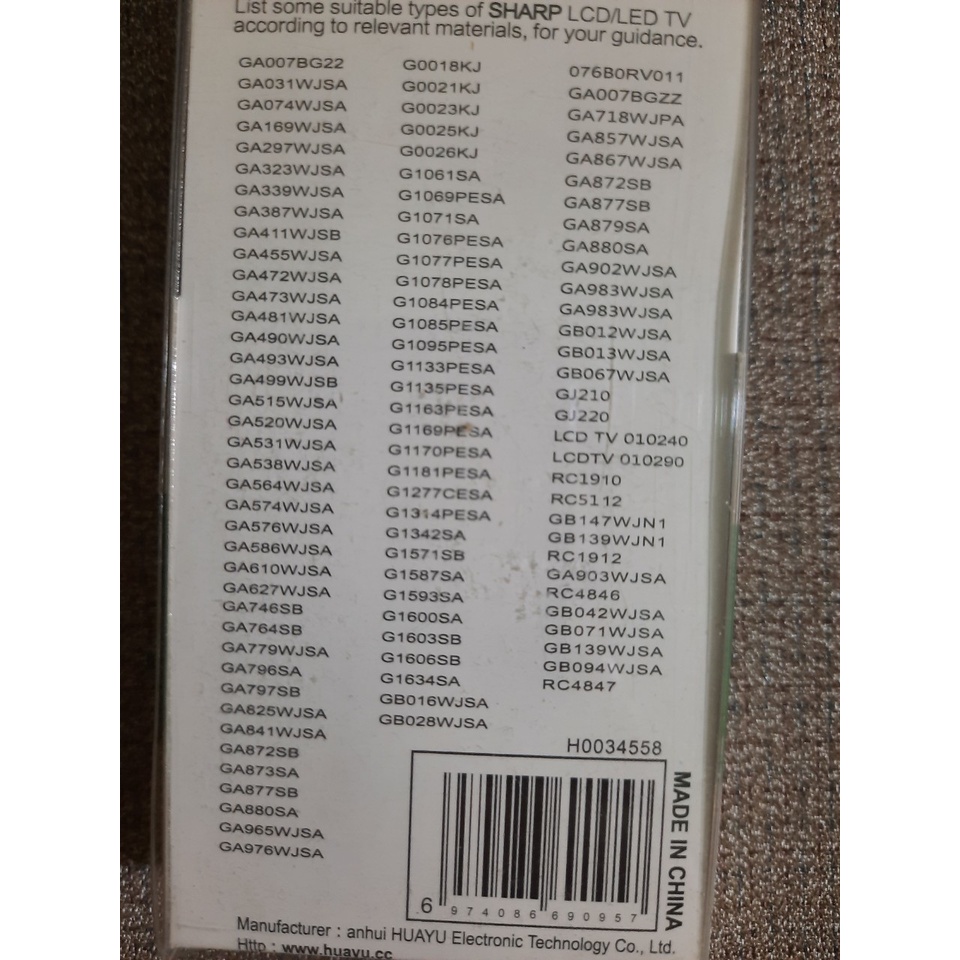 List some suitable types of SHARP LCD/LED TV
according to relevant materials, for your guidance.
GA007BG22
GA031WJSA
GA074WJSA
GA169WJSA
GA297WJSA
GA323WJSA
GA339WJSA
GA387WJSA
GA411WJSB
GA455WJSA
GA472WJSA
GA473WJSA
GA481WJSA
GA490WJSA
GA493WJSA
GA499WJSB
GA515WJSA
GA520WJSA
GA531WJSA
GA538WJSA
GA564WJSA
GA574WJSA
GA576WJSA
GA586WJSA
GA610WJSA
GA627WJSA
GA746SB
GA764SB
GA779WJSA
GA796SA
GA797SB
GA825WJSA
GA841WJSA
GA872SB
GA873SA
GA877SB
GA880SA
GA965WJSA
GA976WJSA
G0018KJ
G0021KJ
G0023KJ
G0025KJ
G0026KJ
G1061SA
G1069PESA
G1071SA
G1076PESA
G1077PESA
G1078PESA
G1084PESA
G1085PESA
G1095PESA
G1133PESA
G1135PESA
G1163PESA
G1169PESA
G1170PESA
G1181PESA
G1277CESA
G1314PESA
G1342SA
G1571SB
G1587SA
G1593SA
G1600SA
G1603SB
G1606SB
G1634SA
GB016WJSA
GB028WJSA
076B0RV011
GA007BGZZ
GA718WJPA
GA857WJSA
GA867WJSA
GA872SB
GA877SB
GA879SA
GA880SA
GA902WJSA
GA983WJSA
GA983WJSA
GB012WJSA
GB013WJSA
GB067WJSA
GJ210
GJ220
LCD TV 010240
LCDTV 010290
RC1910
RC5112
GB147WJN1
GB139WJN1
RC1912
GA903WJSA
RC4846
GB042WJSA
GB071WJSA
GB139WJSA
GB094WJSA
RC4847
H0034558
MADE IN CHINA
6 974086 690957
Manufacturer : anhui HUAYU Electronic Technology Co., Ltd.
Http : www.huayu.cc